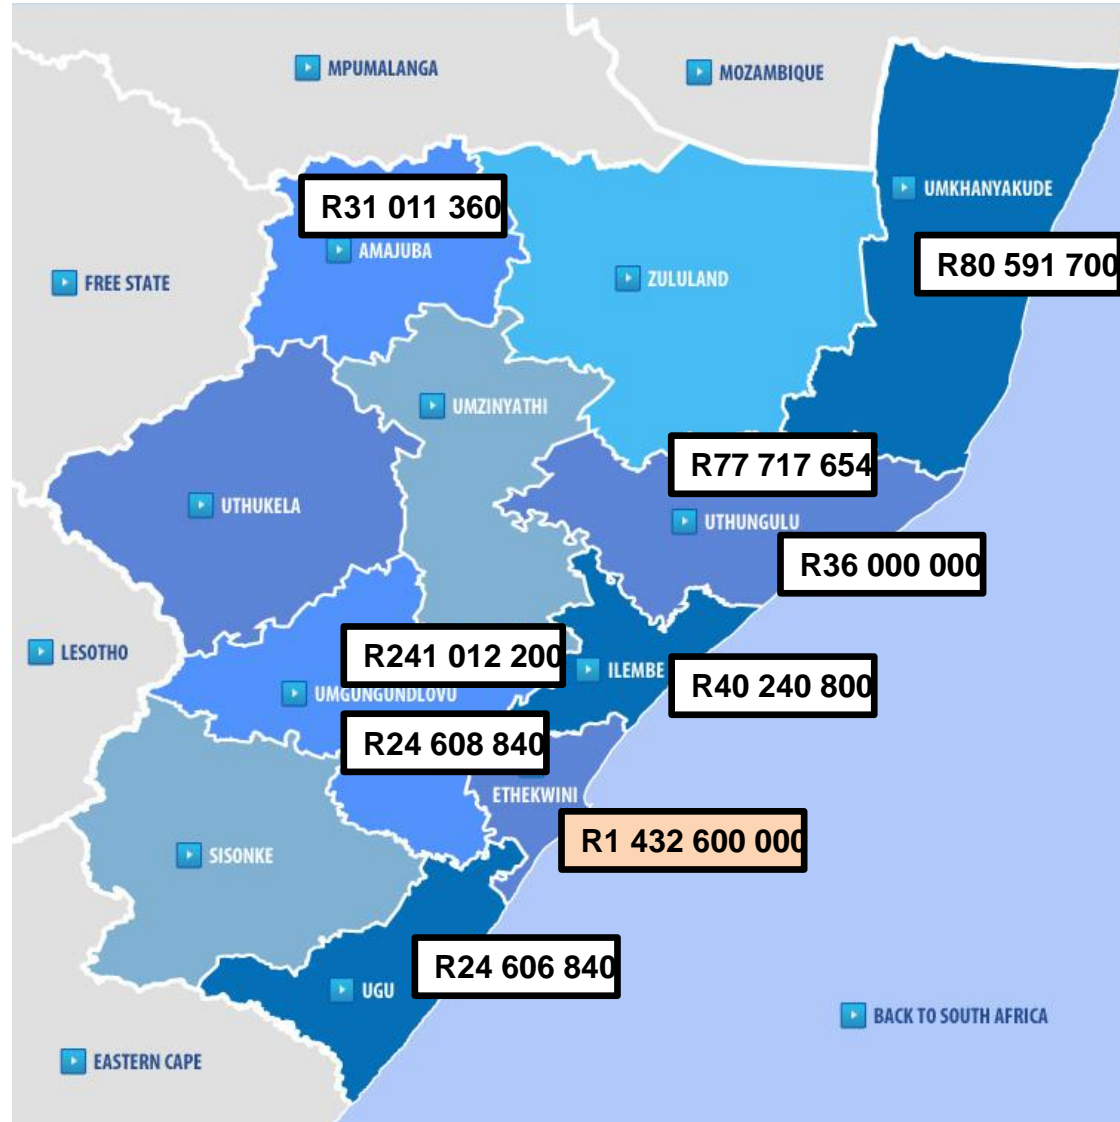 MPUMALANGA
MOZAMBIQUE
UMKHANYAKUDE
R31 011 360
AMAJUBA
R80 591 700
ZULULAND
FREE STATE
UMZINYATHI
R77 717 654
UTHUKELA
UTHUNGULU
R36 000 000
LESOTHO
R241 012 200
ILEMBE
R40 240 800
UMGUNGUNDLOVU
R24 608 840
ETHEKWINI
R1 432 600 000
SISONKE
R24 606 840
UGU
BACK TO SOUTH AFRICA
EASTERN CAPE